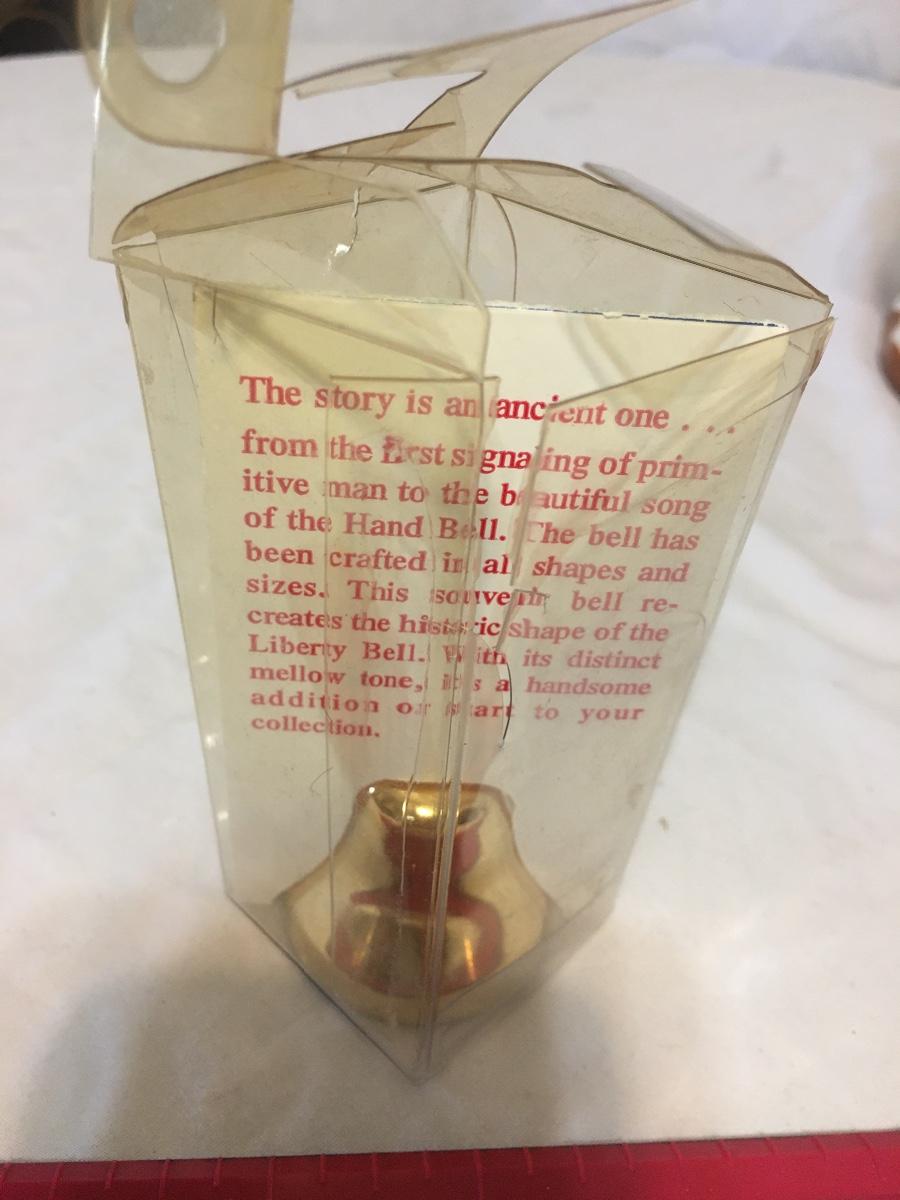 The story is an ancient one . . .
from the first signaling of prim-
itive man to the beautiful song
of the Hand Bell. The bell has
been crafted in all shapes and
sizes. This souvenir bell re-
creates the historic shape of the
Liberty Bell. With its distinct
mellow tone, it is a handsome
addition or start to your
collection.